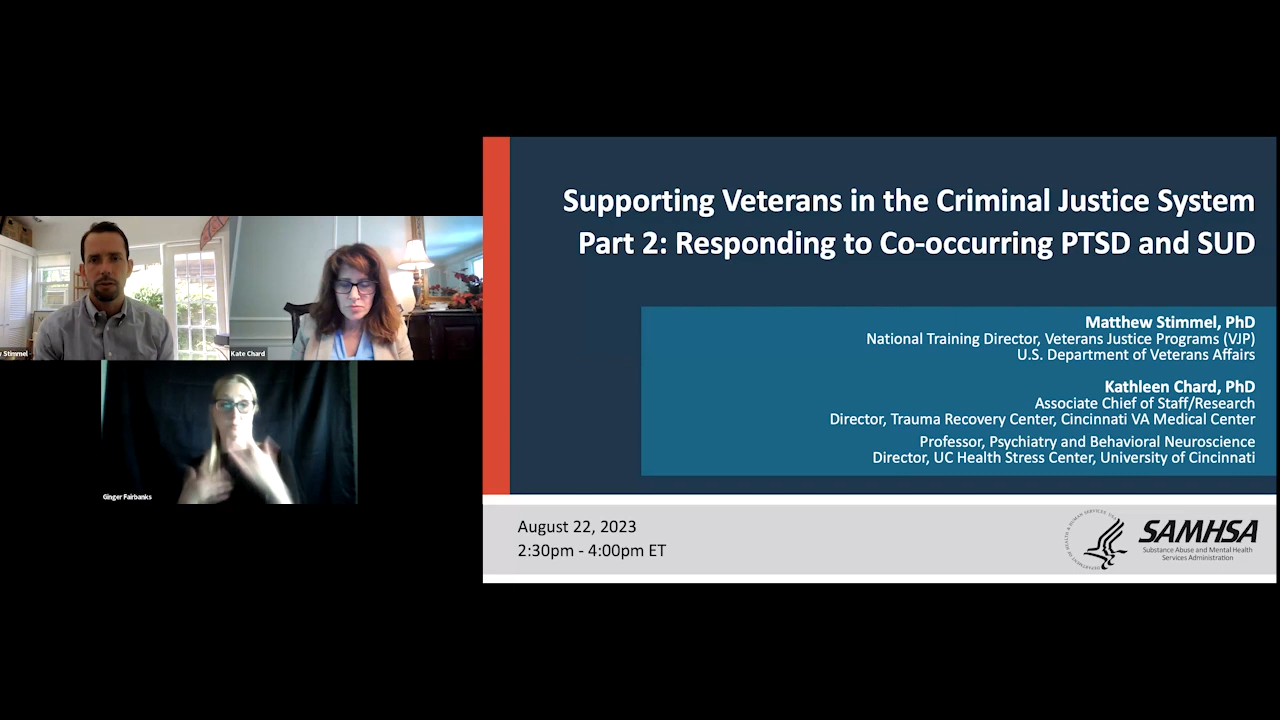 Supporting Veterans in the Criminal Justice System
Part 2: Responding to Co-occurring PTSD and SUD
Matthew Stimmel, PhD
National Training Director, Veterans Justice Programs (VJP)
U.S. Department of Veterans Affairs
Kathleen Chard, PhD
Associate Chief of Staff/Research
Director, Trauma Recovery Center, Cincinnati VA Medical Center
Professor, Psychiatry and Behavioral Neuroscience
Director, UC Health Stress Center, University of Cincinnati
August 22, 2023
2:30pm - 4:00pm ET
SAMHSA
Substance Abuse and Mental Health
Services Administration
Stimmel
Kate Chard
Ginger Fairbanks